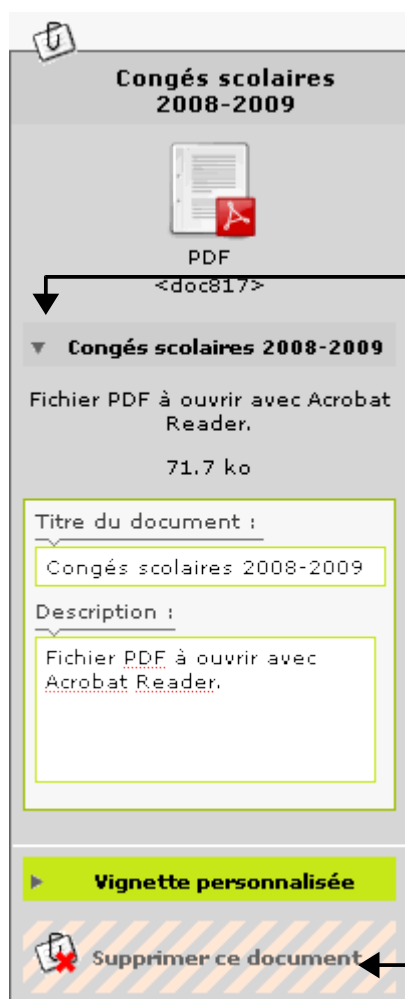 Congés scolaires
2008-2009
PDF
<doc817>
Congés scolaires 2008-2009
Fichier PDF à ouvrir avec Acrobat
Reader.
71.7 ko
Titre du document :
Congés scolaires 2008-2009
Description :
Fichier PDF à ouvrir avec
Acrobat Reader.
Vignette personnalisée
Supprimer ce document